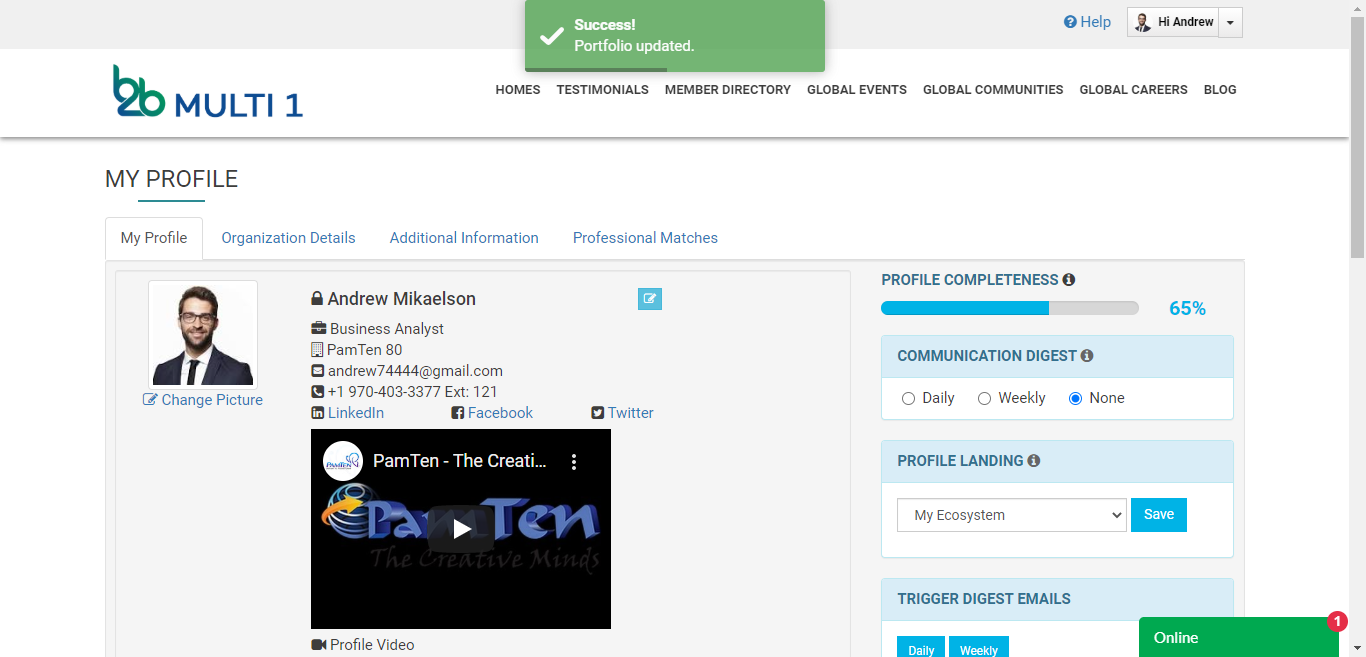 Success!
Portfolio updated.
Help
Hi Andrew
b2b MULTI 1
HOMES TESTIMONIALS MEMBER DIRECTORY GLOBAL EVENTS GLOBAL COMMUNITIES GLOBAL CAREERS BLOG
MY PROFILE
My Profile Organization Details Additional Information Professional Matches
Change Picture
Andrew Mikaelson
Business Analyst
PamTen 80
andrew74444@gmail.com
+1 970-403-3377 Ext: 121
LinkedIn Facebook Twitter
PamTen
PamTen - The Creati...
PamTen
The Creative Minds
Profile Video
PROFILE COMPLETENESS
65%
COMMUNICATION DIGEST
Daily Weekly None
PROFILE LANDING
My Ecosystem Save
TRIGGER DIGEST EMAILS
Daily Weekly
Online 1